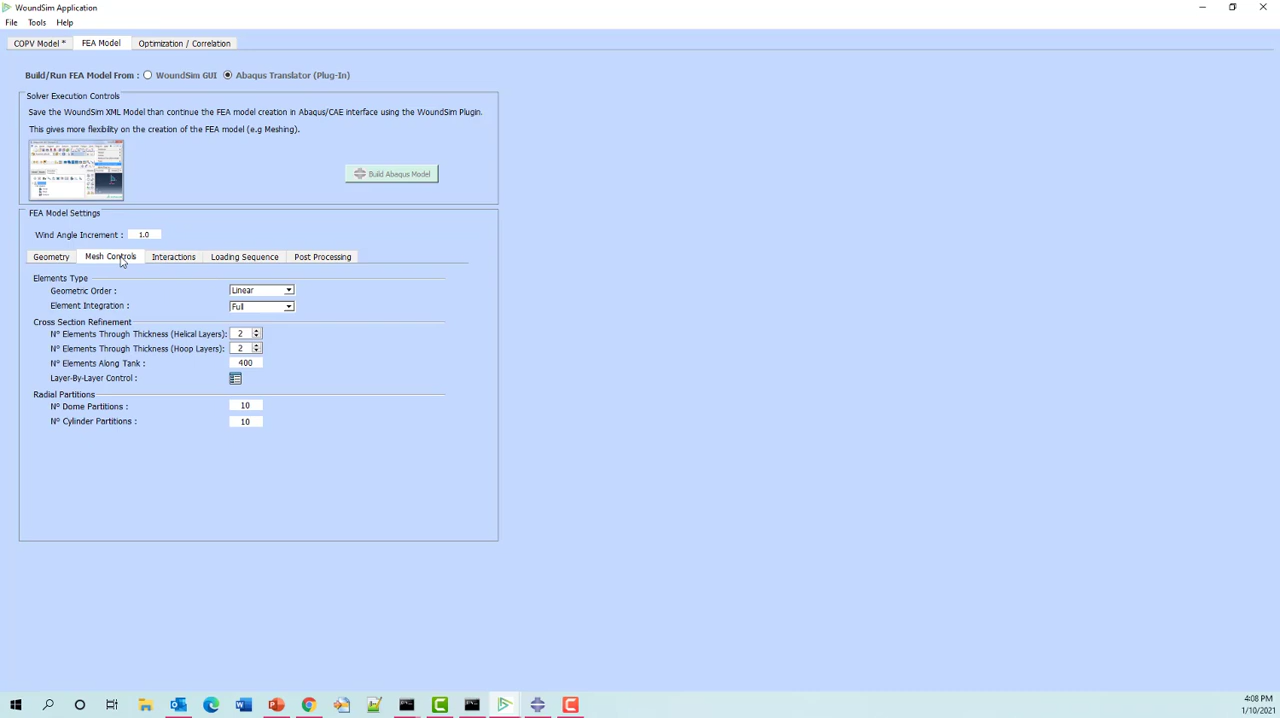 WoundSim Application
File Tools Help
COPV Model * FEA Model Optimization / Correlation
Build/Run FEA Model From : WoundSim GUI Abaqus Translator (Plug-In)
Solver Execution Controls
Save the WoundSim XML Model than continue the FEA model creation in Abaqus/CAE interface using the WoundSim Plugin.
This gives more flexibility on the creation of the FEA model (e.g Meshing).
Build Abaqus Model
FEA Model Settings
Wind Angle Increment : 1.0
Geometry Mesh Controls Interactions Loading Sequence Post Processing
Elements Type
Geometric Order : Linear
Element Integration : Full
Cross Section Refinement
N° Elements Through Thickness (Helical Layers): 2
N° Elements Through Thickness (Hoop Layers): 2
N° Elements Along Tank : 400
Layer-By-Layer Control :
Radial Partitions
N° Dome Partitions : 10
N° Cylinder Partitions : 10
4:08 PM
1/10/2021